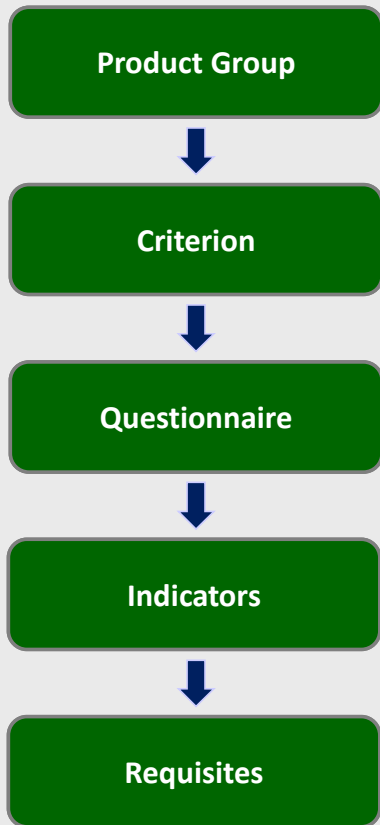 Product Group
Criterion
Questionnaire
Indicators
Requisites